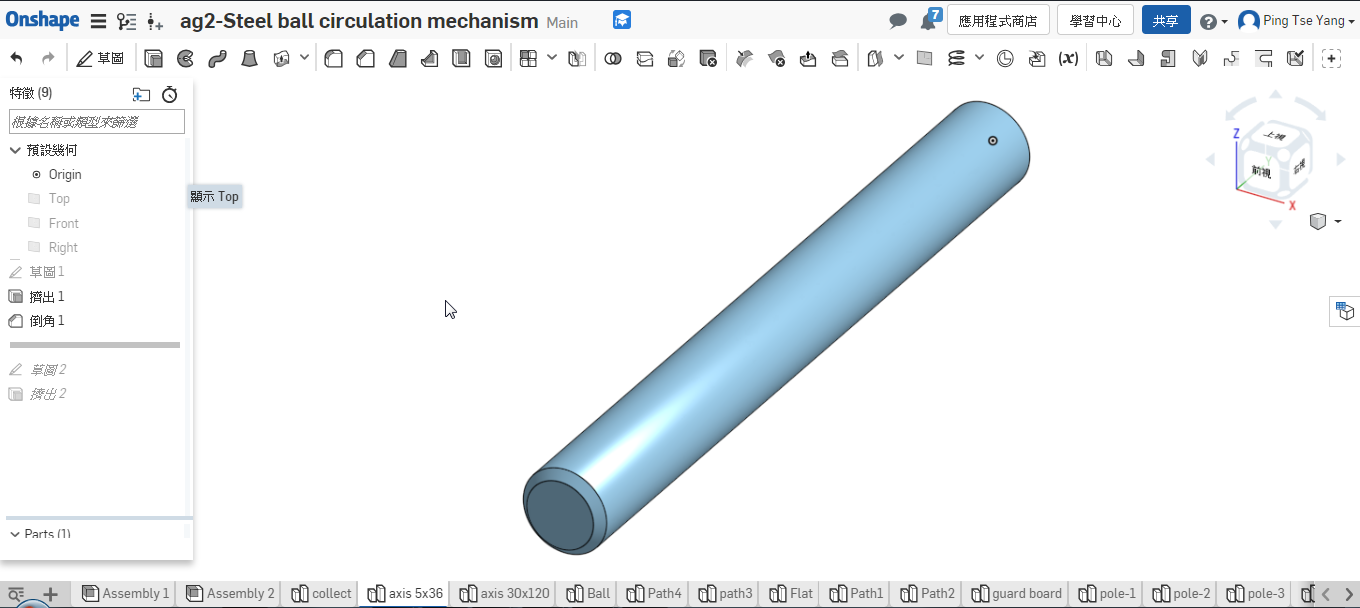 Onshape ag2-Steel ball circulation mechanism Main 7 應用程式商店 學習中心 共享 Ping Tse Yang
草圖 (x)
特徵 (9)
根據名稱或類型來篩選
預設幾何
Origin
Top
顯示 Top
Front
Right
草圖 1
擠出 1
倒角 1
草圖 2
擠出 2
Parts (1)
Z
上視
前視
右視
Y
X
Assembly 1 Assembly 2 collect axis 5x36 axis 30x120 Ball Path4 path3 Flat Path1 Path2 guard board pole-1 pole-2 pole-3